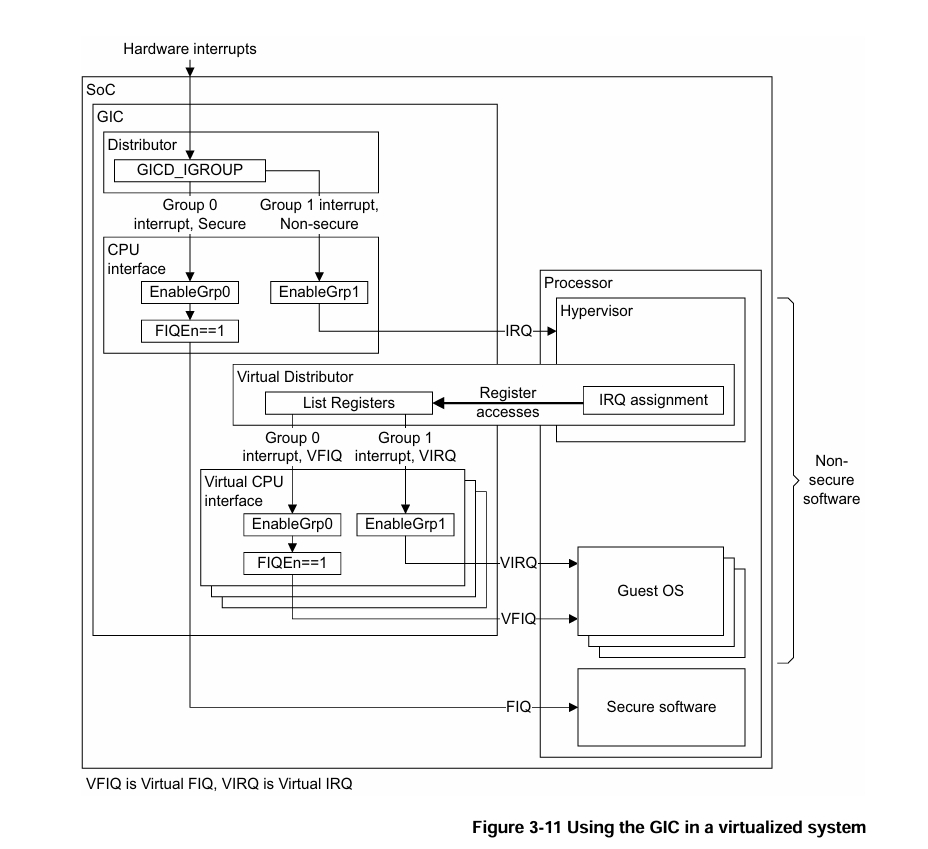 Hardware interrupts
SoC
GIC
Distributor
GICD_IGROUP
Group 0
interrupt, Secure
Group 1 interrupt,
Non-secure
CPU
interface
EnableGrp0
EnableGrp1
FIQEn==1
IRQ
Processor
Hypervisor
Virtual Distributor
List Registers
Register
accesses
IRQ assignment
Group 0
interrupt, VFIQ
Group 1
interrupt, VIRQ
Virtual CPU
interface
EnableGrp0
EnableGrp1
FIQEn==1
VIRQ
VFIQ
Guest OS
Non-
secure
software
FIQ
Secure software
VFIQ is Virtual FIQ, VIRQ is Virtual IRQ
Figure 3-11 Using the GIC in a virtualized system